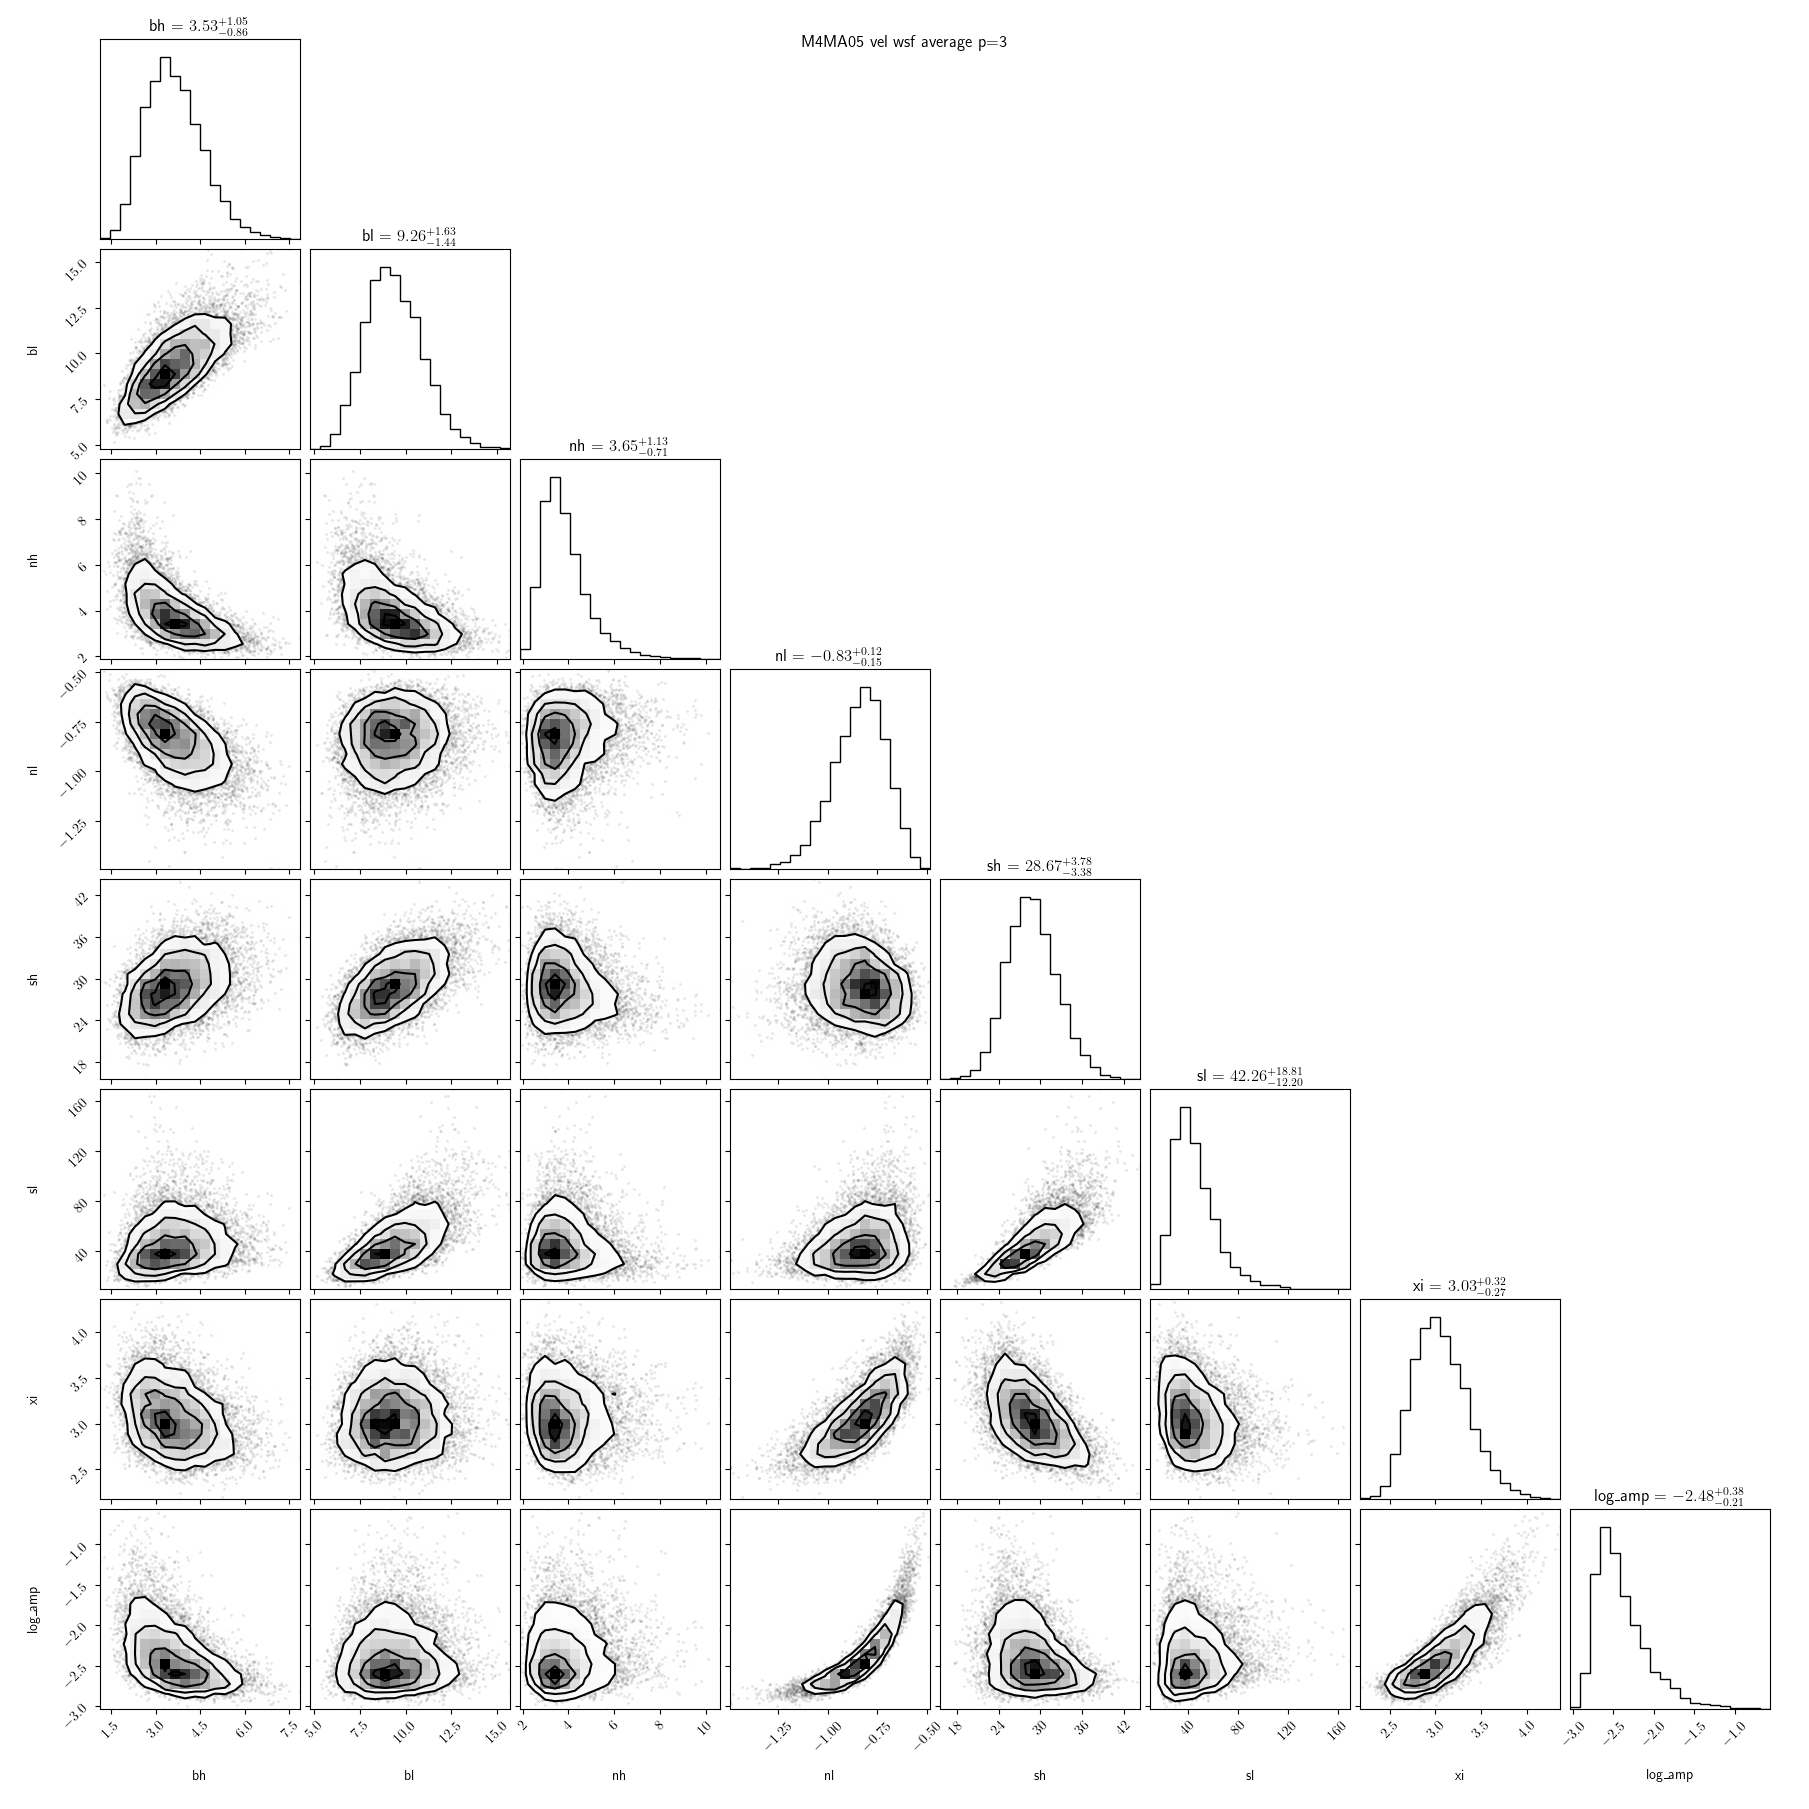 M4MA05 vel wsf average p=3
bh = 3.53 +1.05 −0.86
bl = 9.26 +1.63 −1.44
15.0
12.5
10.0
7.5
5.0
bl
nh = 3.65 +1.13 −0.71
10
8
6
4
2
nh
nl = −0.83 +0.12 −0.15
−0.50
−0.75
−1.00
−1.25
nl
sh = 28.67 +3.78 −3.38
42
36
30
24
18
sh
sl = 42.26 +18.81 −12.20
160
120
80
40
sl
xi = 3.03 +0.32 −0.27
4.0
3.5
3.0
2.5
xi
log_amp = −2.48 +0.38 −0.21
−1.0
−1.5
−2.0
−2.5
−3.0
log_amp
1.5 3.0 4.5 6.0 7.5 5.0 7.5 10.0 12.5 15.0 2 4 6 8 10 −1.25 −1.00 −0.75 −0.50 18 24 30 36 42 40 80 120 160 2.5 3.0 3.5 4.0 −3.0 −2.5 −2.0 −1.5 −1.0
bh bl nh nl sh sl xi log_amp